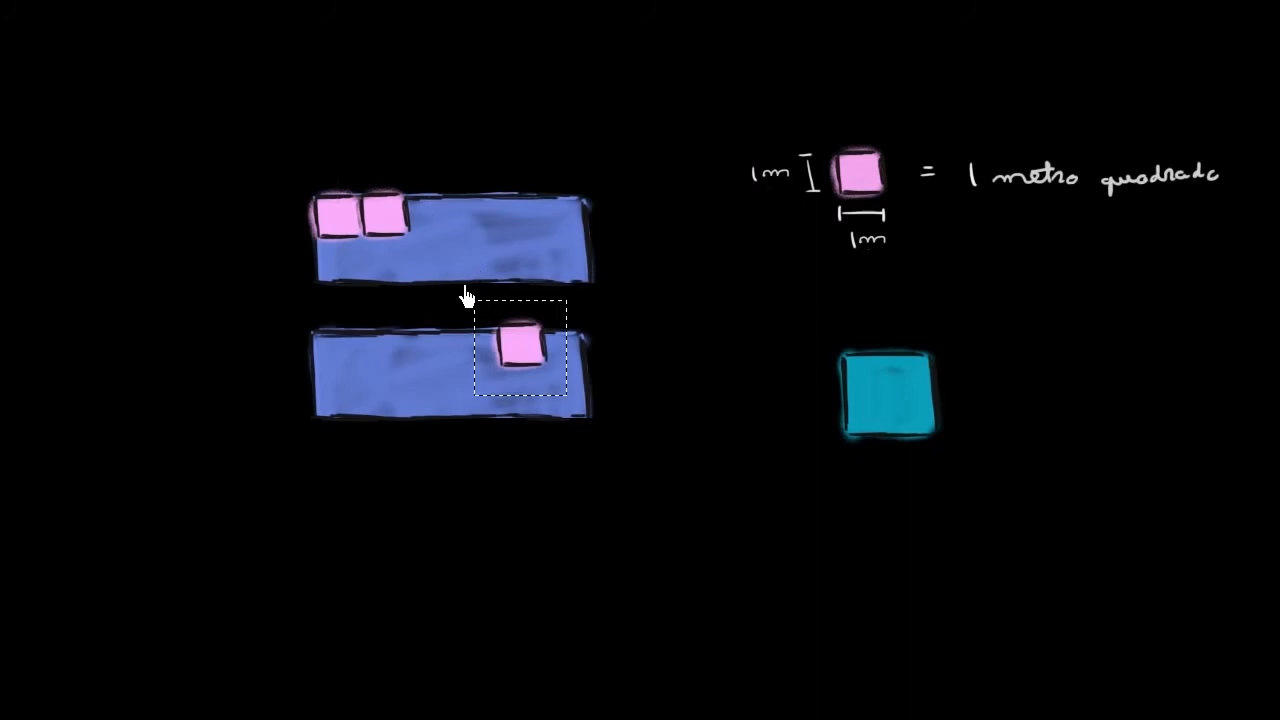 1m = 1 metro quadrado
1m